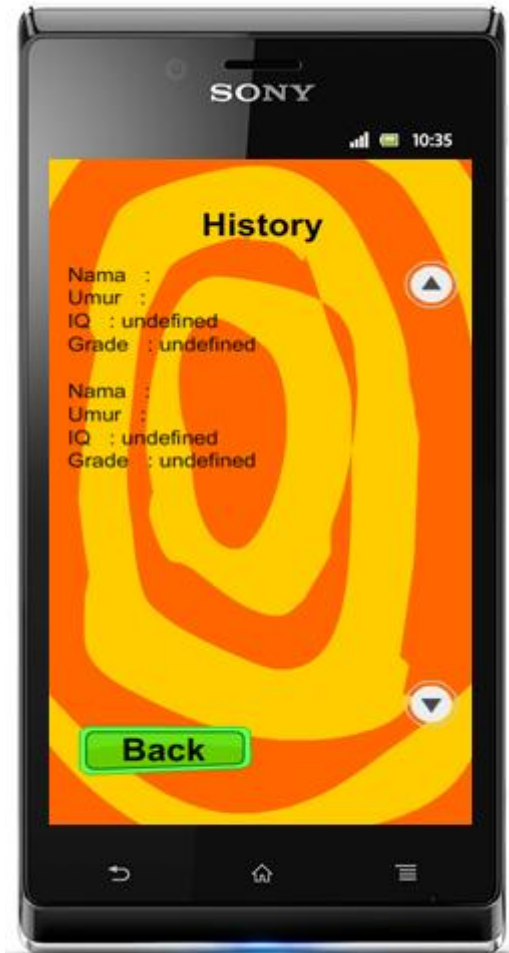 SONY
10:35
History
Nama :
Umur :
IQ : undefined
Grade : undefined
Nama :
Umur :
IQ : undefined
Grade : undefined
Back